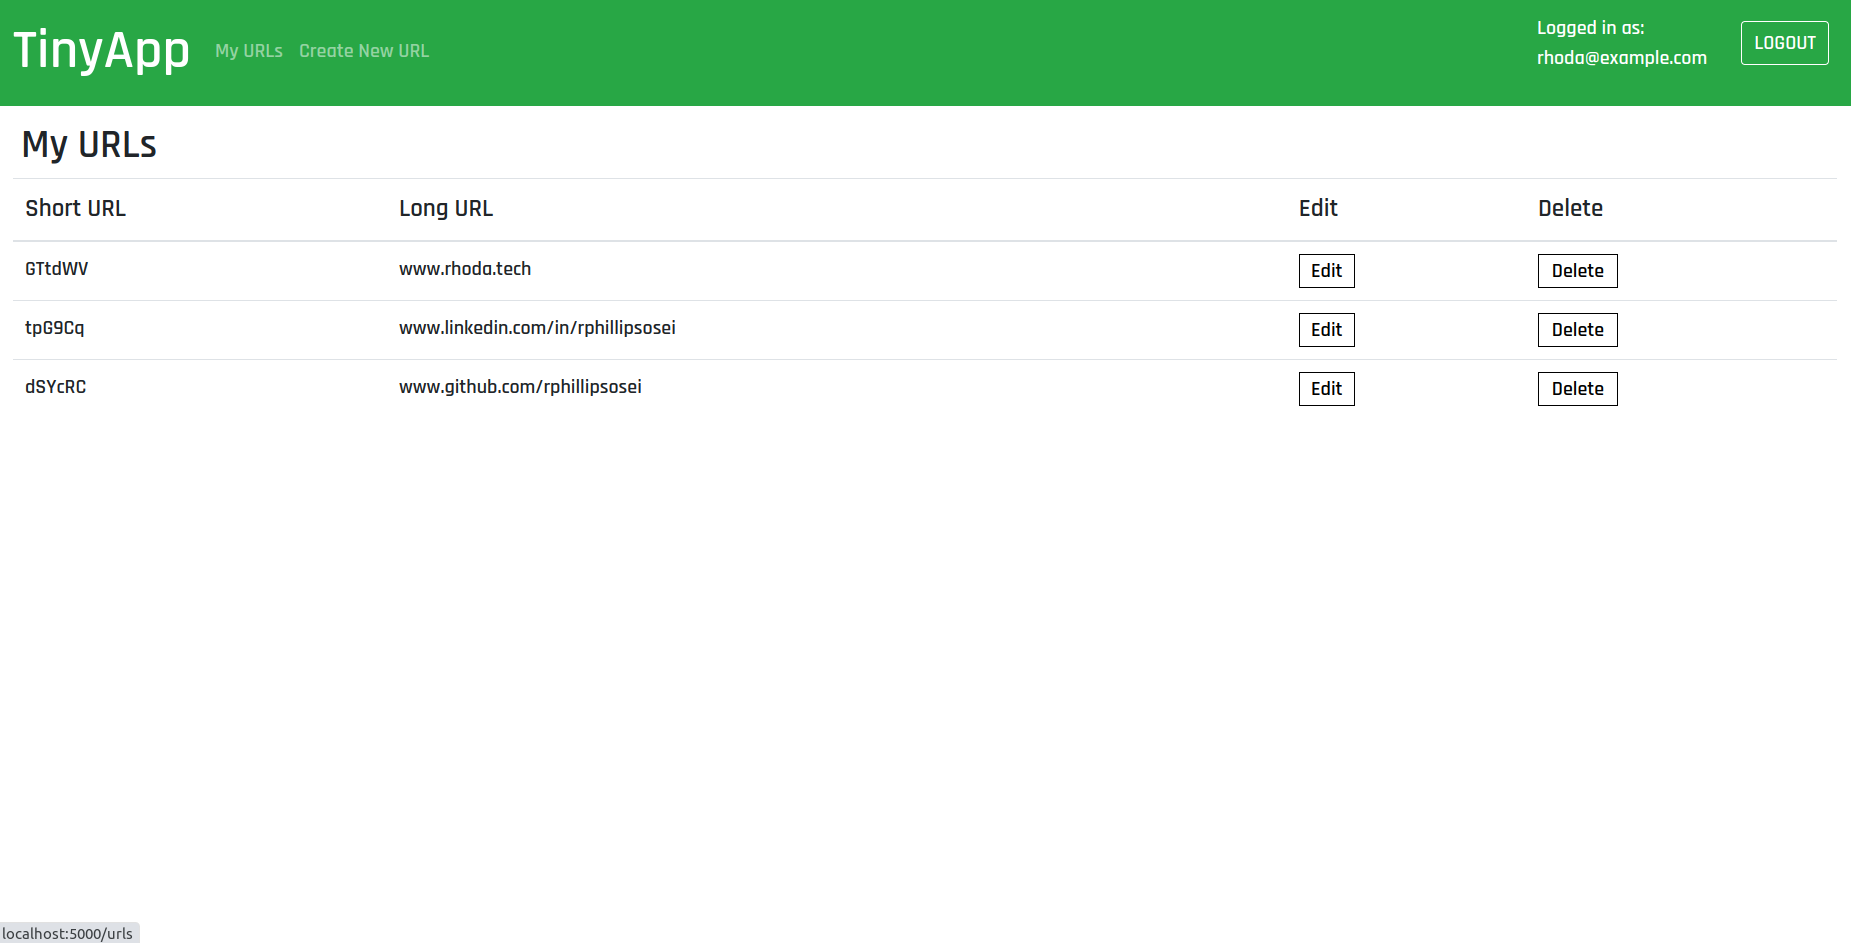 TinyApp My URLs Create New URL
Logged in as:
rhoda@example.com
LOGOUT
My URLs
Short URL Long URL Edit Delete
GTtdWV www.rhoda.tech Edit Delete
tpG9Cq www.linkedin.com/in/rphillipsosei Edit Delete
dSYcRC www.github.com/rphillipsosei Edit Delete
localhost:5000/urls